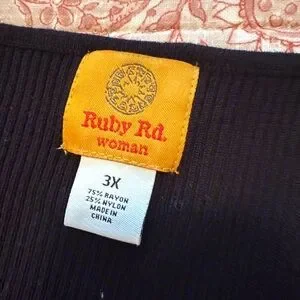 Ruby Rd.
woman
3X
75% RAYON
25% NYLON
MADE IN
CHINA